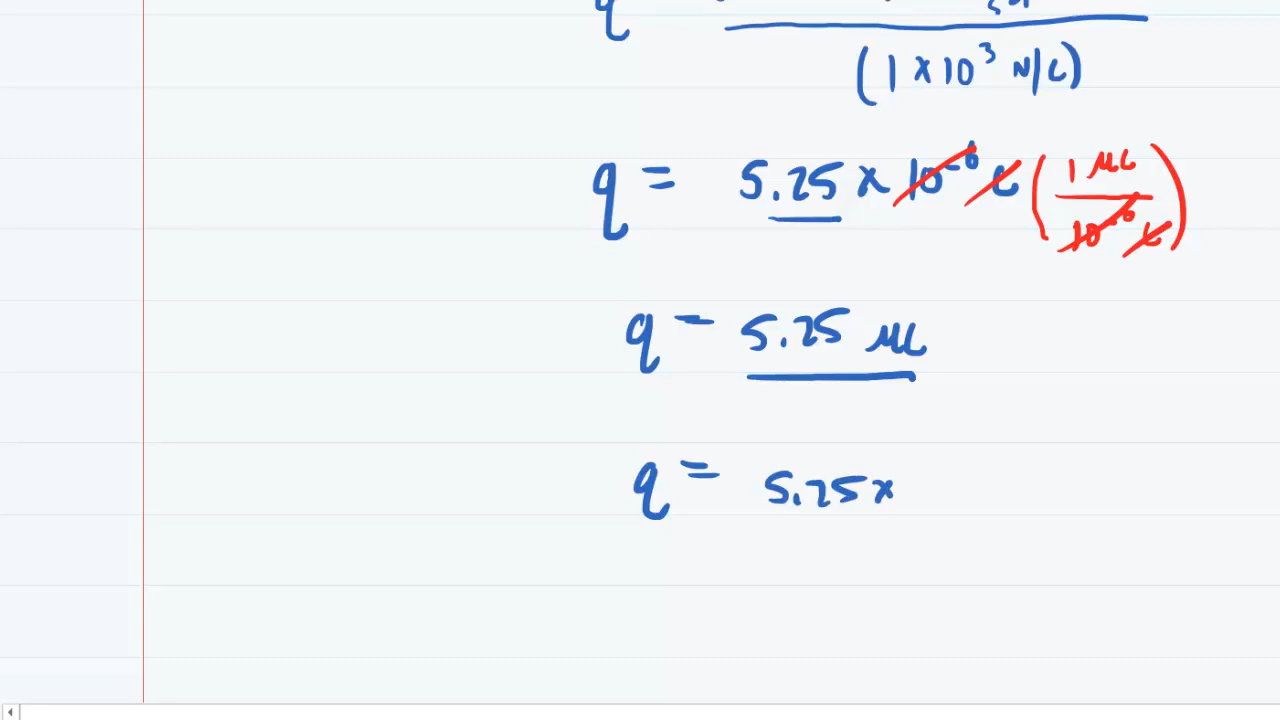 q
(1 x 10³ N/C)
q = 5.25 x 10⁻⁶ C (1 μC / 10⁻⁶ C)
q = 5.25 μC
q = 5.25 x